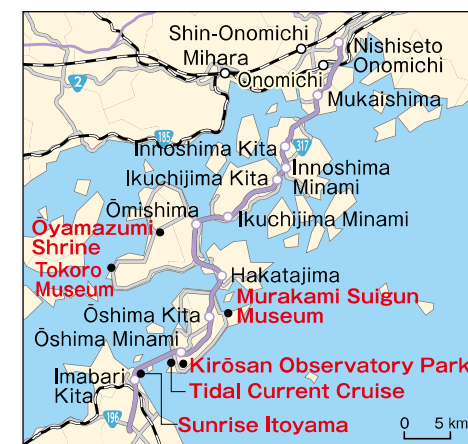 Shin-Onomichi
Mihara
Nishiseto
Onomichi
Onomichi
2
Mukaishima
185
317
Innoshima Kita
Innoshima
Minami
Ikuchijima Kita
Ōmishima
Ikuchijima Minami
Ōyamazumi
Shrine
Tokoro
Museum
Hakatajima
Murakami Suigun
Museum
Ōshima Kita
Ōshima Minami
Kirōsan Observatory Park
Imabari
Kita
Tidal Current Cruise
196
Sunrise Itoyama
0 5 km